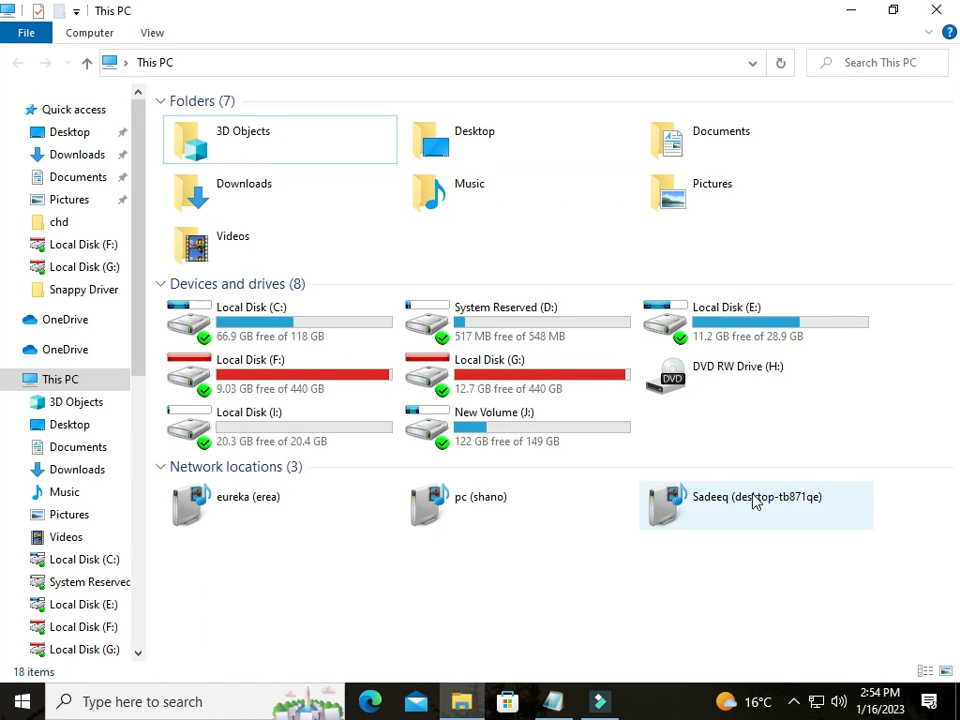 This PC
File
Computer
View
This PC
Search This PC
Quick access
Desktop
Downloads
Documents
Pictures
chd
Local Disk (F:)
Local Disk (G:)
Snappy Driver
OneDrive
OneDrive
This PC
3D Objects
Desktop
Documents
Downloads
Music
Pictures
Videos
Local Disk (C:)
System Reserved
Local Disk (E:)
Local Disk (F:)
Local Disk (G:)
Folders (7)
3D Objects
Desktop
Documents
Downloads
Music
Pictures
Videos
Devices and drives (8)
Local Disk (C:)
66.9 GB free of 118 GB
System Reserved (D:)
517 MB free of 548 MB
Local Disk (E:)
11.2 GB free of 28.9 GB
Local Disk (F:)
9.03 GB free of 440 GB
Local Disk (G:)
12.7 GB free of 440 GB
DVD
DVD RW Drive (H:)
Local Disk (I:)
20.3 GB free of 20.4 GB
New Volume (J:)
122 GB free of 149 GB
Network locations (3)
eureka (erea)
pc (shano)
Sadeeq (desktop-tb871qe)
18 items
Type here to search
16°C
2:54 PM
1/16/2023